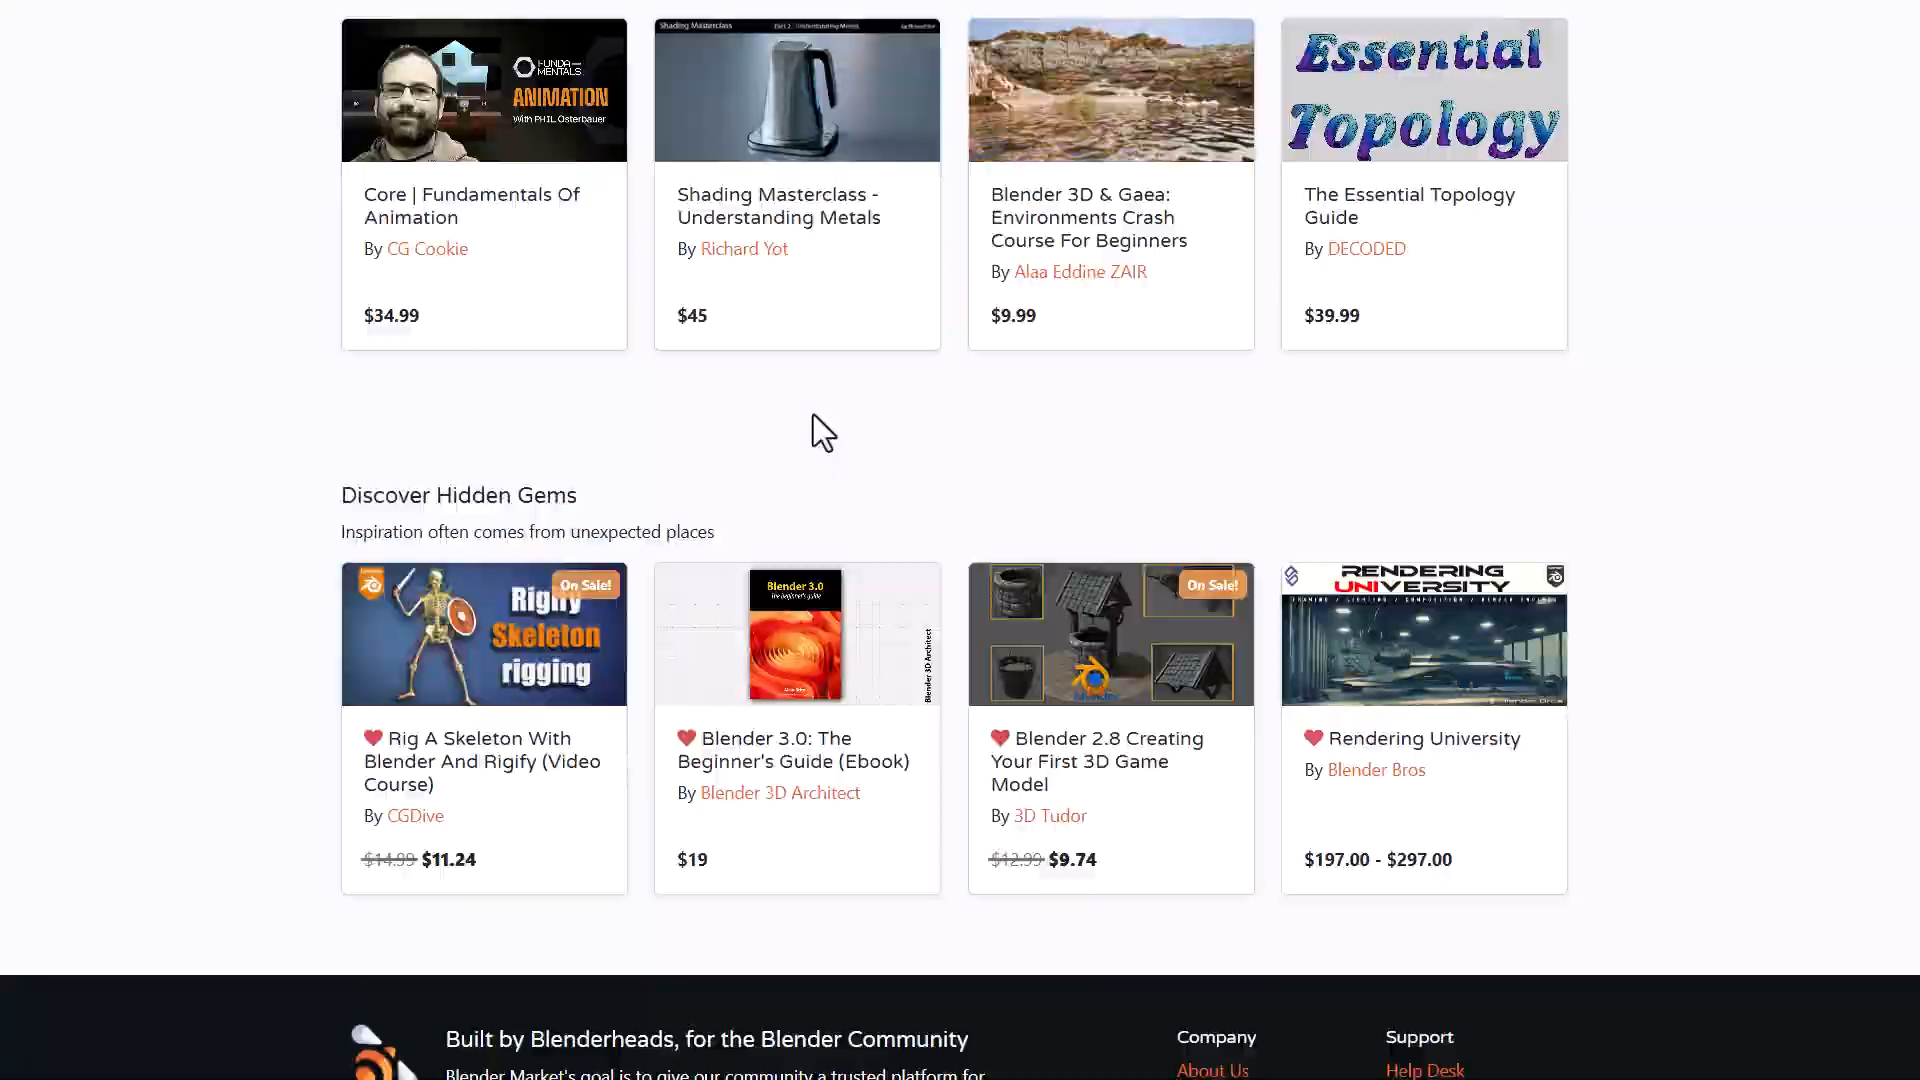 FUNDA—
MENTALS
ANIMATION
With PHIL Osterbauer
Shading Masterclass
Part 2 - Understanding Metals
Essential
Topology
Core | Fundamentals Of
Animation
By CG Cookie
$34.99
Shading Masterclass -
Understanding Metals
By Richard Yot
$45
Blender 3D & Gaea:
Environments Crash
Course For Beginners
By Alaa Eddine ZAIR
$9.99
The Essential Topology
Guide
By DECODED
$39.99
Discover Hidden Gems
Inspiration often comes from unexpected places
On Sale!
Rigify
Skeleton
rigging
Blender 3.0
The beginner's guide
Blender 3D Architect
On Sale!
RENDERING
UNIVERSITY
Rig A Skeleton With
Blender And Rigify (Video
Course)
By CGDive
$14.99 $11.24
Blender 3.0: The
Beginner's Guide (Ebook)
By Blender 3D Architect
$19
Blender 2.8 Creating
Your First 3D Game
Model
By 3D Tudor
$12.99 $9.74
Rendering University
By Blender Bros
$197.00 - $297.00
Built by Blenderheads, for the Blender Community
Blender Market's goal is to give our community a trusted platform for
Company
About Us
Support
Help Desk